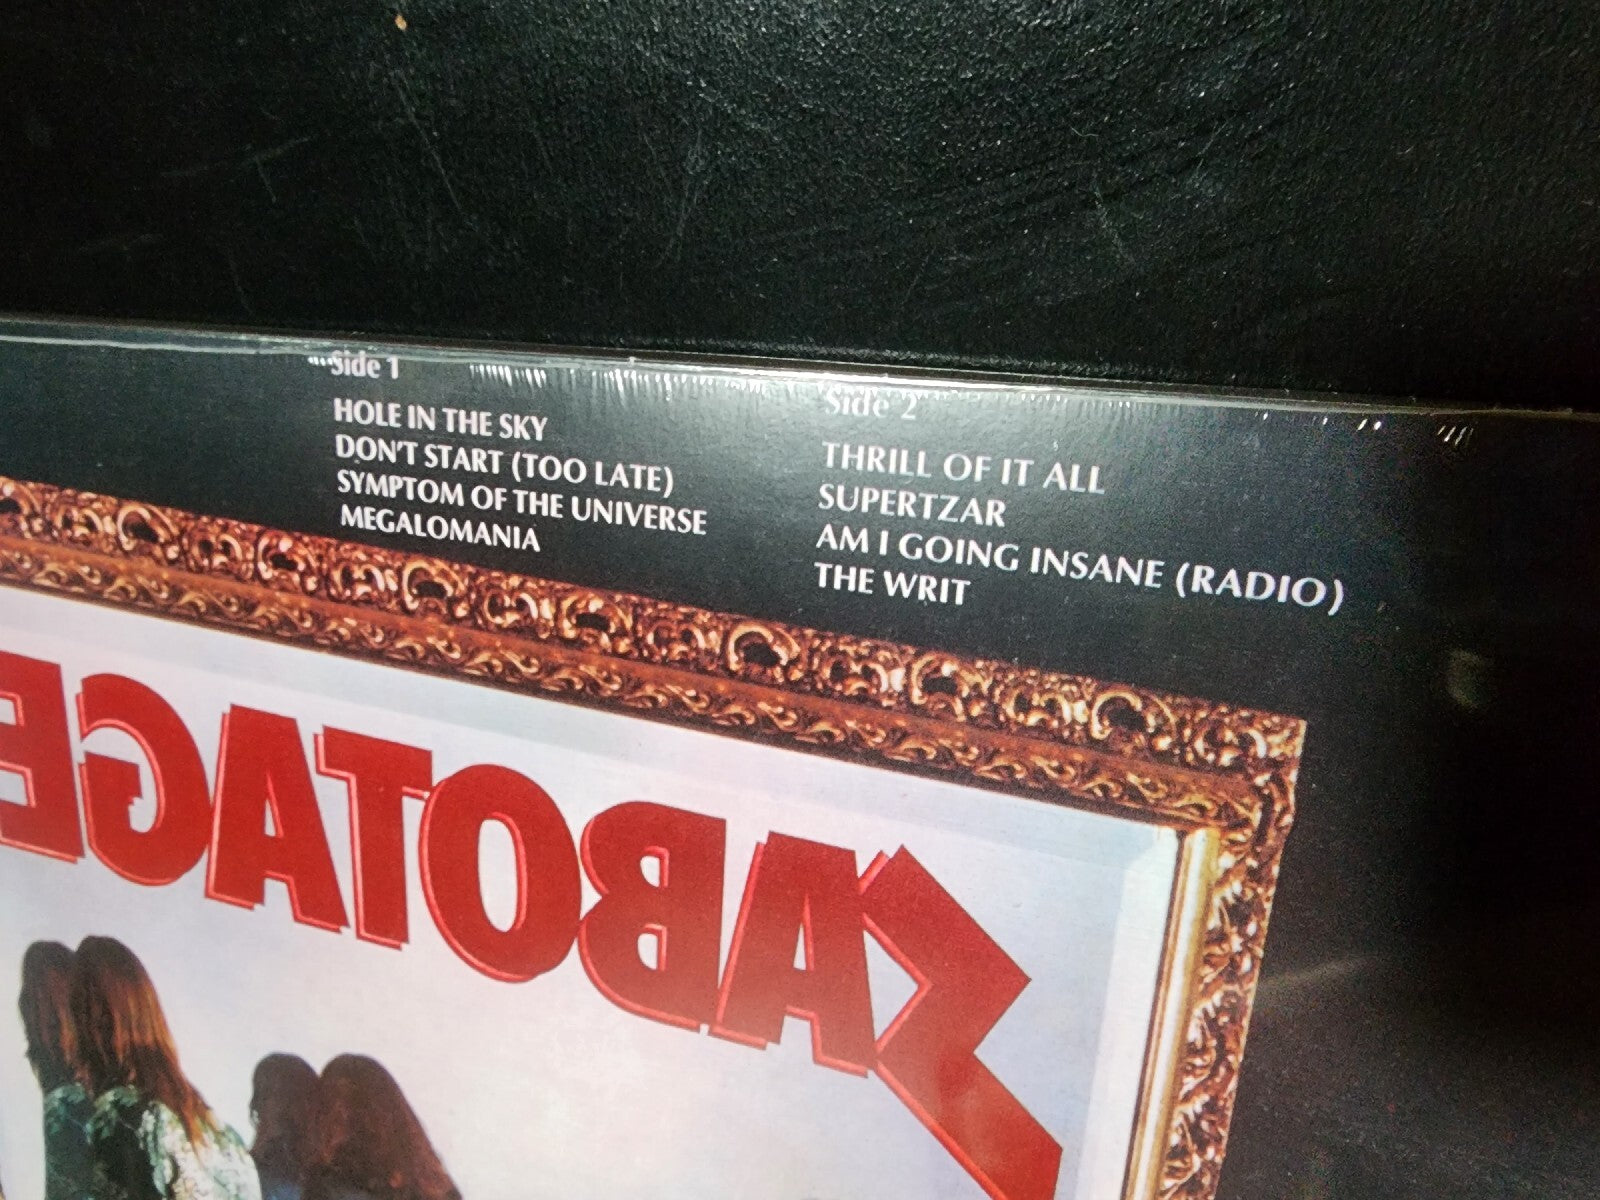 Side 1
HOLE IN THE SKY
DON'T START (TOO LATE)
SYMPTOM OF THE UNIVERSE
MEGALOMANIA
Side 2
THRILL OF IT ALL
SUPERTZAR
AM I GOING INSANE (RADIO)
THE WRIT
SABOTAGE